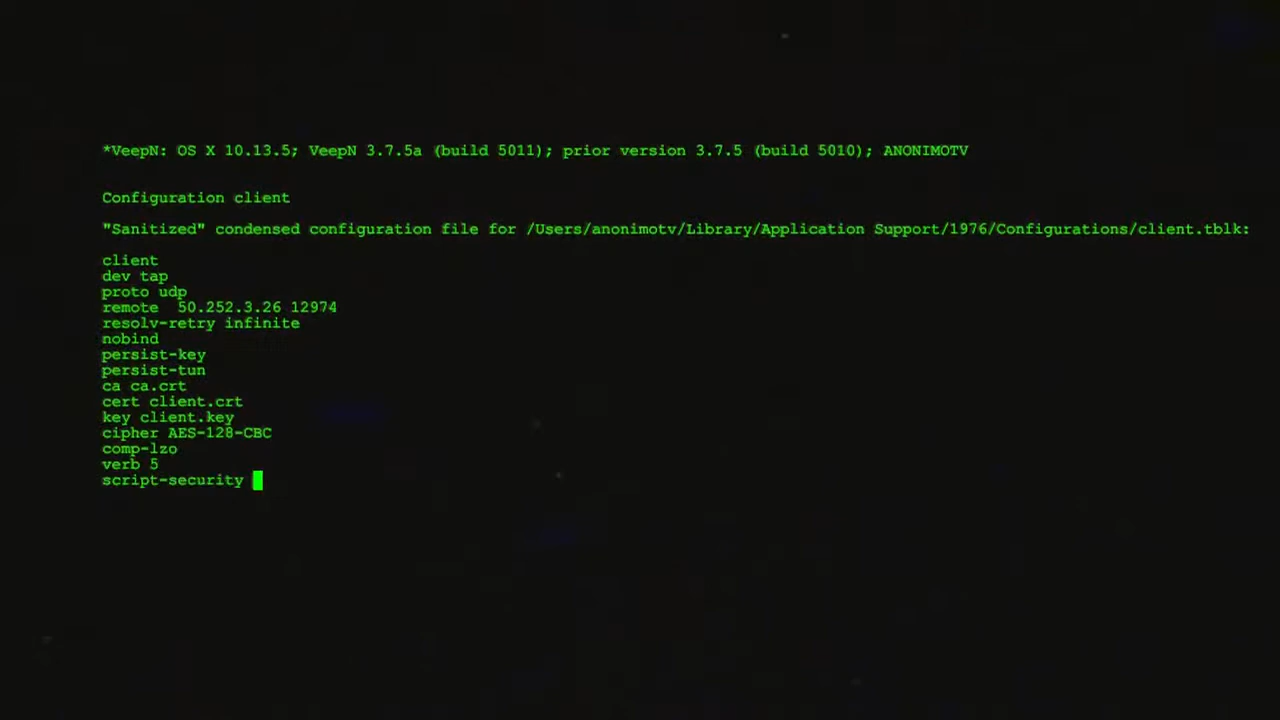 *VeepN: OS X 10.13.5; VeepN 3.7.5a (build 5011); prior version 3.7.5 (build 5010); ANONIMOTV
Configuration client
"Sanitized" condensed configuration file for /Users/anonimotv/Library/Application Support/1976/Configurations/client.tblk:
client
dev tap
proto udp
remote  50.252.3.26 12974
resolv-retry infinite
nobind
persist-key
persist-tun
ca ca.crt
cert client.crt
key client.key
cipher AES-128-CBC
comp-lzo
verb 5
script-security